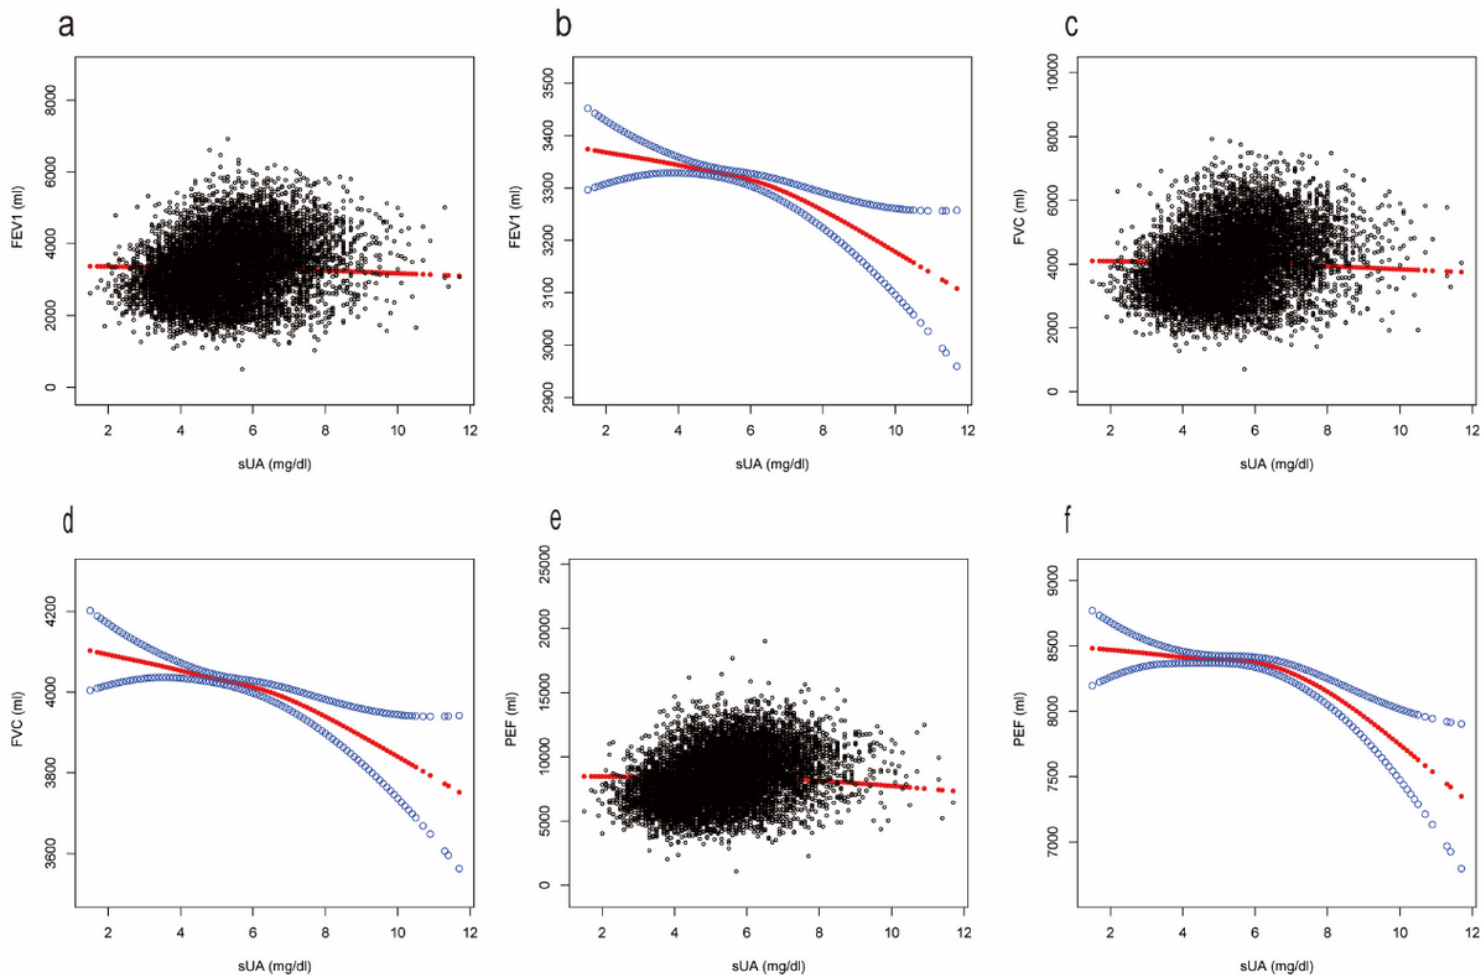 a
FEV1 (ml)
8000
6000
4000
2000
0
2 4 6 8 10 12
sUA (mg/dl)
b
FEV1 (ml)
3500
3400
3300
3200
3100
3000
2900
2 4 6 8 10 12
sUA (mg/dl)
c
FVC (ml)
10000
8000
6000
4000
2000
0
2 4 6 8 10 12
sUA (mg/dl)
d
FVC (ml)
4200
4000
3800
3600
2 4 6 8 10 12
sUA (mg/dl)
e
PEF (ml)
25000
20000
15000
10000
5000
0
2 4 6 8 10 12
sUA (mg/dl)
f
PEF (ml)
9000
8500
8000
7500
7000
2 4 6 8 10 12
sUA (mg/dl)